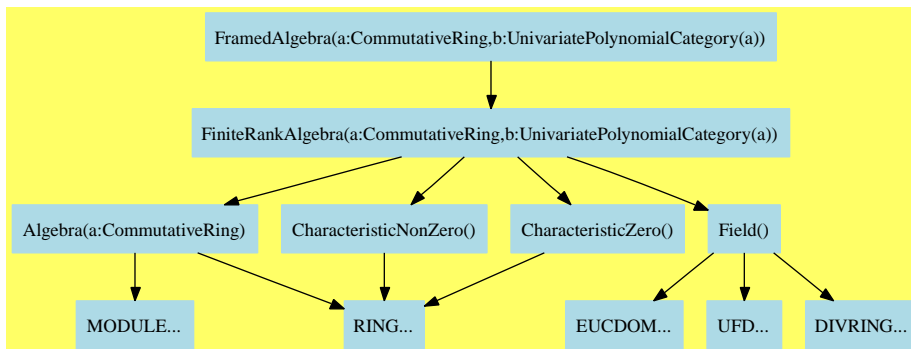 FramedAlgebra(a:CommutativeRing,b:UnivariatePolynomialCategory(a))
FiniteRankAlgebra(a:CommutativeRing,b:UnivariatePolynomialCategory(a))
Algebra(a:CommutativeRing)
CharacteristicNonZero()
CharacteristicZero()
Field()
MODULE...
RING...
EUCDOM...
UFD...
DIVRING...